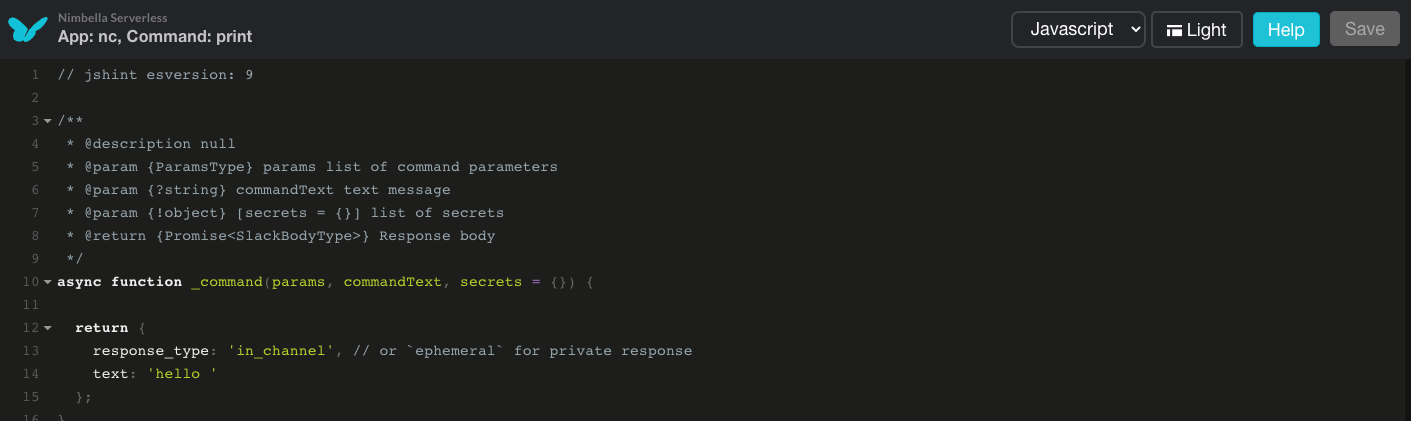 Nimbella Serverless
App: nc, Command: print
Javascript
Light
Help
Save
1 // jshint esversion: 9
2
3 /**
4 * @description null
5 * @param {ParamsType} params list of command parameters
6 * @param {?string} commandText text message
7 * @param {!object} [secrets = {}] list of secrets
8 * @return {Promise<SlackBodyType>} Response body
9 */
10 async function _command(params, commandText, secrets = {}) {
11
12 return {
13 response_type: 'in_channel', // or `ephemeral` for private response
14 text: 'hello '
15 };
16 }